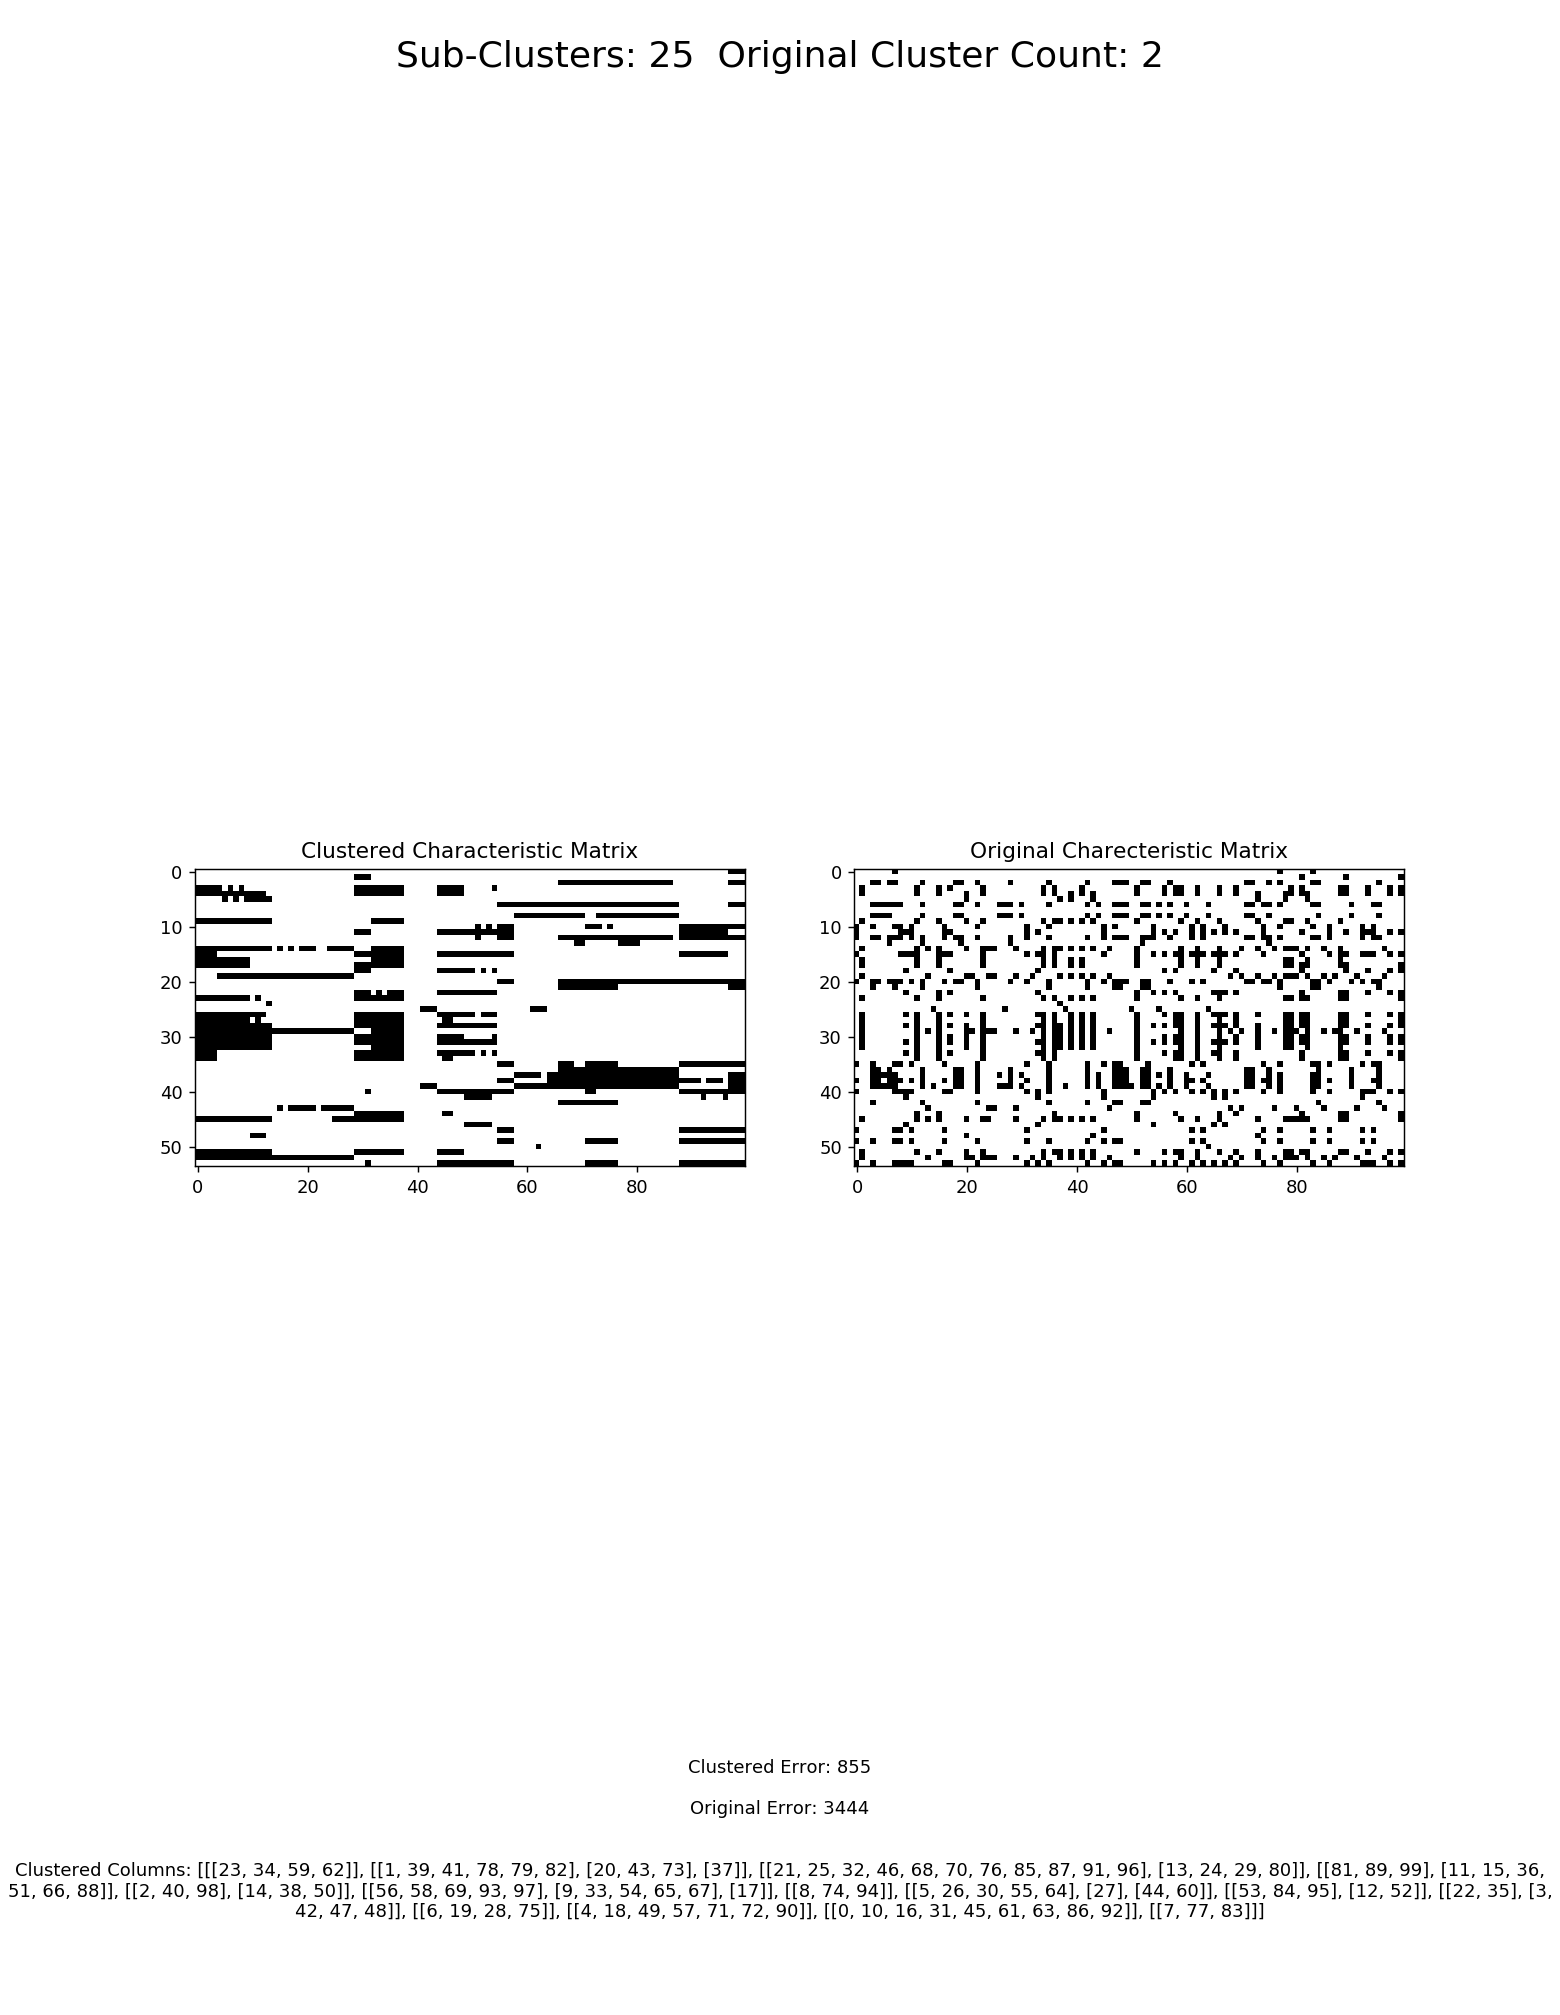 Sub-Clusters: 25  Original Cluster Count: 2
Clustered Characteristic Matrix
Original Charecteristic Matrix
0
10
20
30
40
50
0
20
40
60
80
0
10
20
30
40
50
0
20
40
60
80
Clustered Error: 855
Original Error: 3444
Clustered Columns: [[[23, 34, 59, 62]], [[1, 39, 41, 78, 79, 82], [20, 43, 73], [37]], [[21, 25, 32, 46, 68, 70, 76, 85, 87, 91, 96], [13, 24, 29, 80]], [[81, 89, 99], [11, 15, 36,
51, 66, 88]], [[2, 40, 98], [14, 38, 50]], [[56, 58, 69, 93, 97], [9, 33, 54, 65, 67], [17]], [[8, 74, 94]], [[5, 26, 30, 55, 64], [27], [44, 60]], [[53, 84, 95], [12, 52]], [[22, 35], [3,
42, 47, 48]], [[6, 19, 28, 75]], [[4, 18, 49, 57, 71, 72, 90]], [[0, 10, 16, 31, 45, 61, 63, 86, 92]], [[7, 77, 83]]]